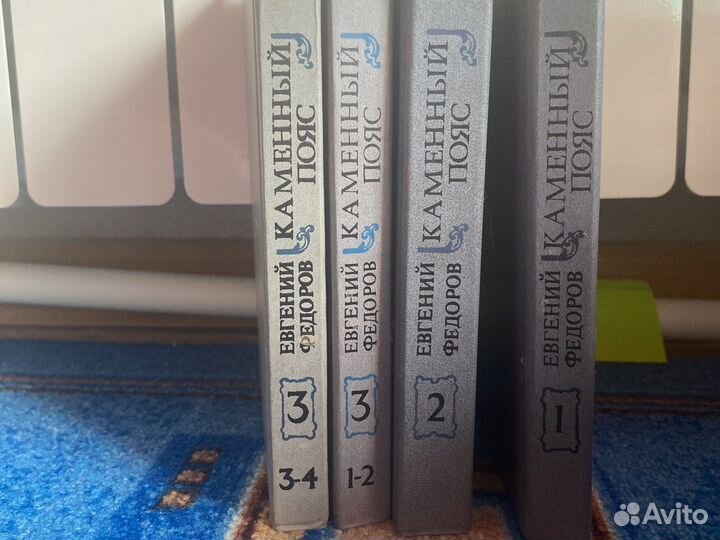 ЕВГЕНИЙ
ФЕДОРОВ
КАМЕННЫЙ
ПОЯС
3
3-4
ЕВГЕНИЙ
ФЕДОРОВ
КАМЕННЫЙ
ПОЯС
3
1-2
ЕВГЕНИЙ
ФЕДОРОВ
КАМЕННЫЙ
ПОЯС
2
ЕВГЕНИЙ
ФЕДОРОВ
КАМЕННЫЙ
ПОЯС
1
Avito